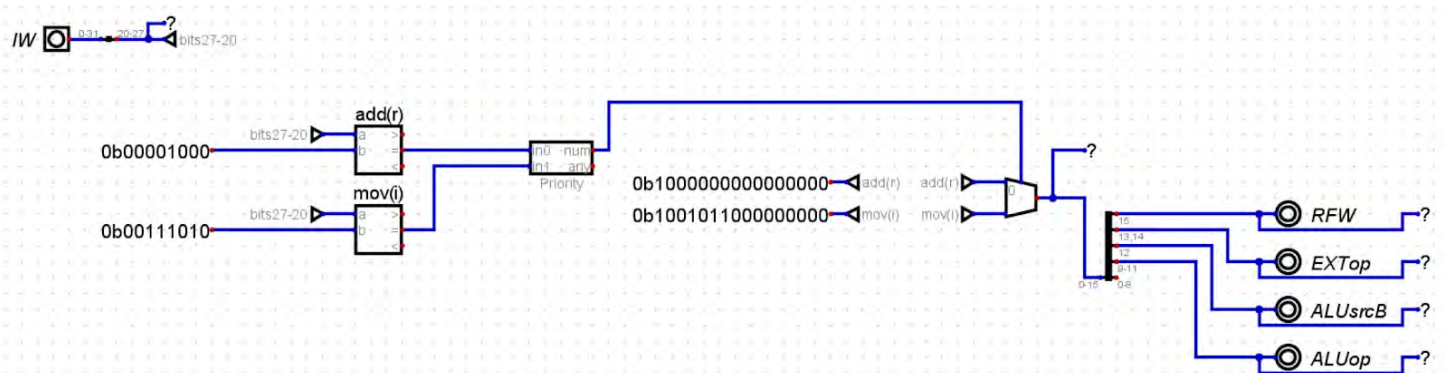 ?
IW 0-31 20-27 bits27-20
add(r)
bits27-20 a >
0b00001000 b =
<
in0 num
in1 any
Priority
mov(i)
bits27-20 a >
0b00111010 b =
<
?
0b1000000000000000 add(r) add(r) 0
0b1001011000000000 mov(i) mov(i)
15 RFW ?
13,14
12 EXTop ?
9-11
0-15 0-8
ALUsrcB ?
ALUop ?